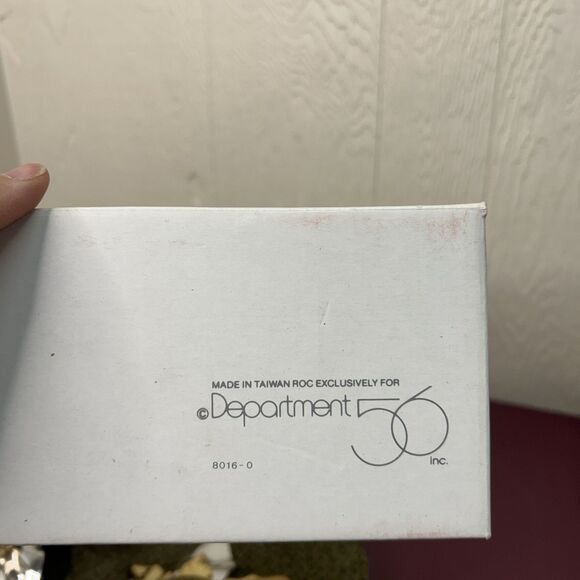 MADE IN TAIWAN ROC EXCLUSIVELY FOR
©Department 56
inc.
8016-0